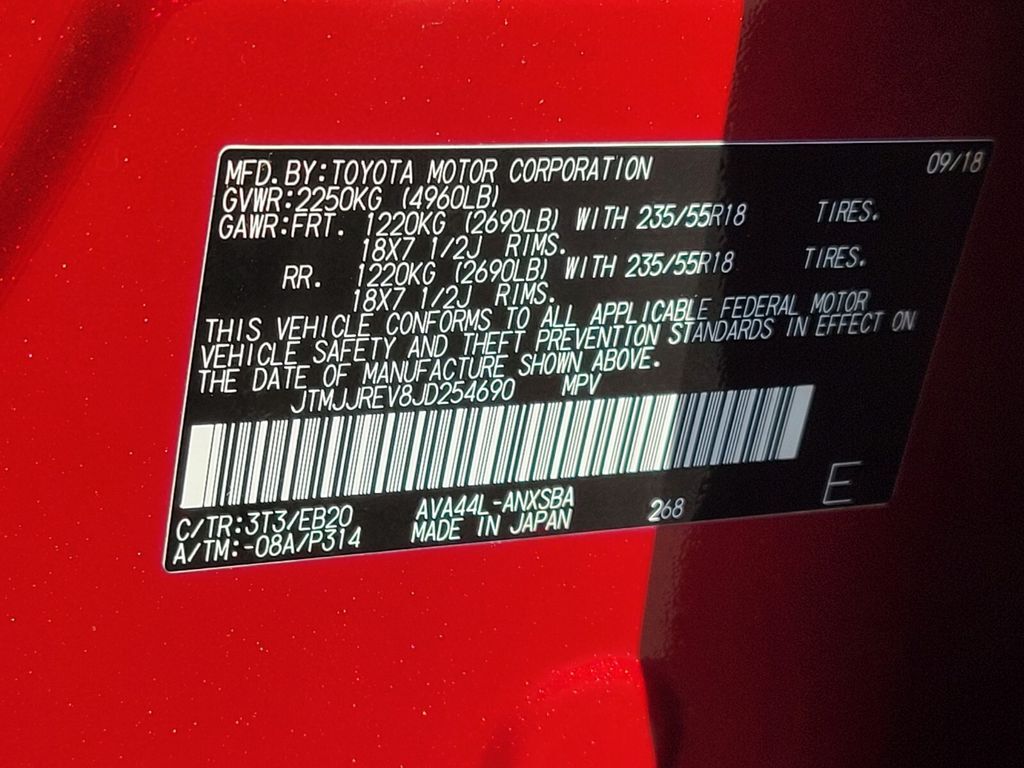 MFD.BY:TOYOTA MOTOR CORPORATION 09/18
GVWR:2250KG (4960LB)
GAWR:FRT. 1220KG (2690LB) WITH 235/55R18 TIRES.
18X7 1/2J RIMS.
RR. 1220KG (2690LB) WITH 235/55R18 TIRES.
18X7 1/2J RIMS.
THIS VEHICLE CONFORMS TO ALL APPLICABLE FEDERAL MOTOR
VEHICLE SAFETY AND THEFT PREVENTION STANDARDS IN EFFECT ON
THE DATE OF MANUFACTURE SHOWN ABOVE.
JTMJJREV8JD254690 MPV
C/TR:3T3/EB20 AVA44L-ANXSBA 268 E
A/TM:-08A/P314 MADE IN JAPAN